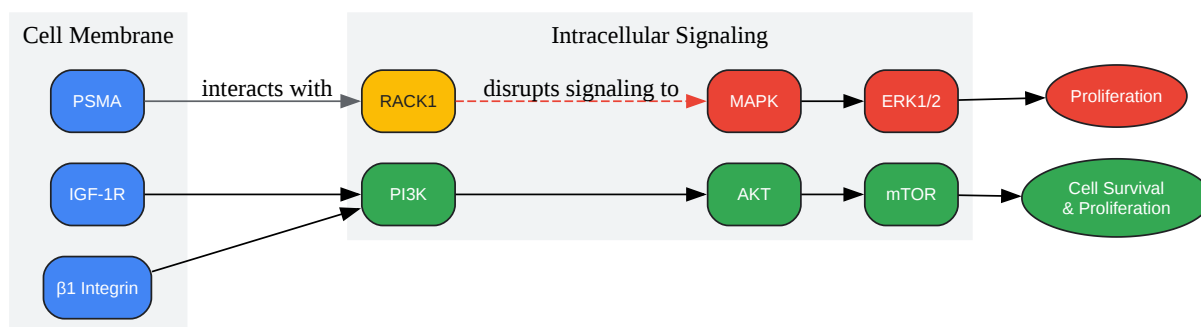 Cell Membrane
Intracellular Signaling
PSMA
interacts with
RACK1
disrupts signaling to
MAPK
ERK1/2
Proliferation
IGF-1R
PI3K
AKT
mTOR
Cell Survival
& Proliferation
β1 Integrin